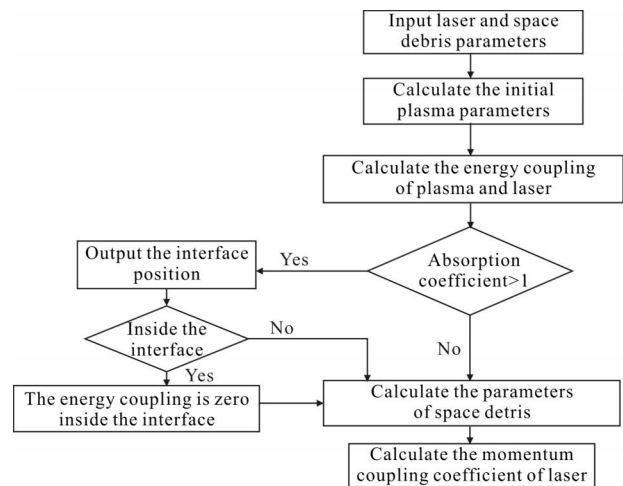 Input laser and space
debris parameters
Calculate the initial
plasma parameters
Calculate the energy coupling
of plasma and laser
Absorption
coefficient>1
Yes
Output the interface
position
Inside the
interface
No
No
Yes
The energy coupling is zero
inside the interface
Calculate the parameters
of space detris
Calculate the momentum
coupling coefficient of laser